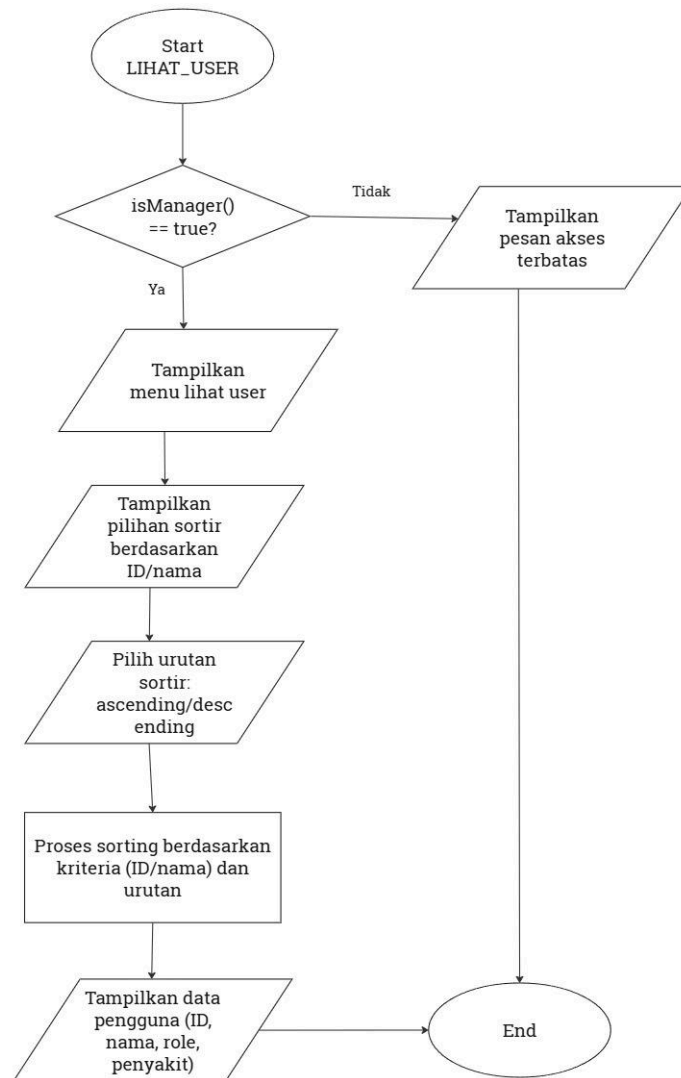 Start
LIHAT_USER
isManager()
== true?
Tidak
Tampilkan
pesan akses
terbatas
Ya
Tampilkan
menu lihat user
Tampilkan
pilihan sortir
berdasarkan
ID/nama
Pilih urutan
sortir:
ascending/desc
ending
Proses sorting berdasarkan
kriteria (ID/nama) dan
urutan
Tampilkan data
pengguna (ID,
nama, role,
penyakit)
End